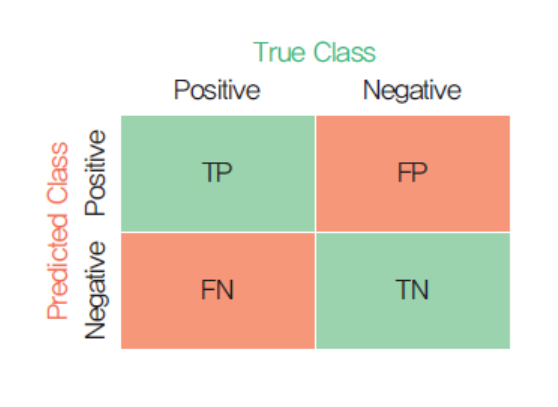 True Class
Positive Negative
Predicted Class
Positive
Negative
TP FP
FN TN